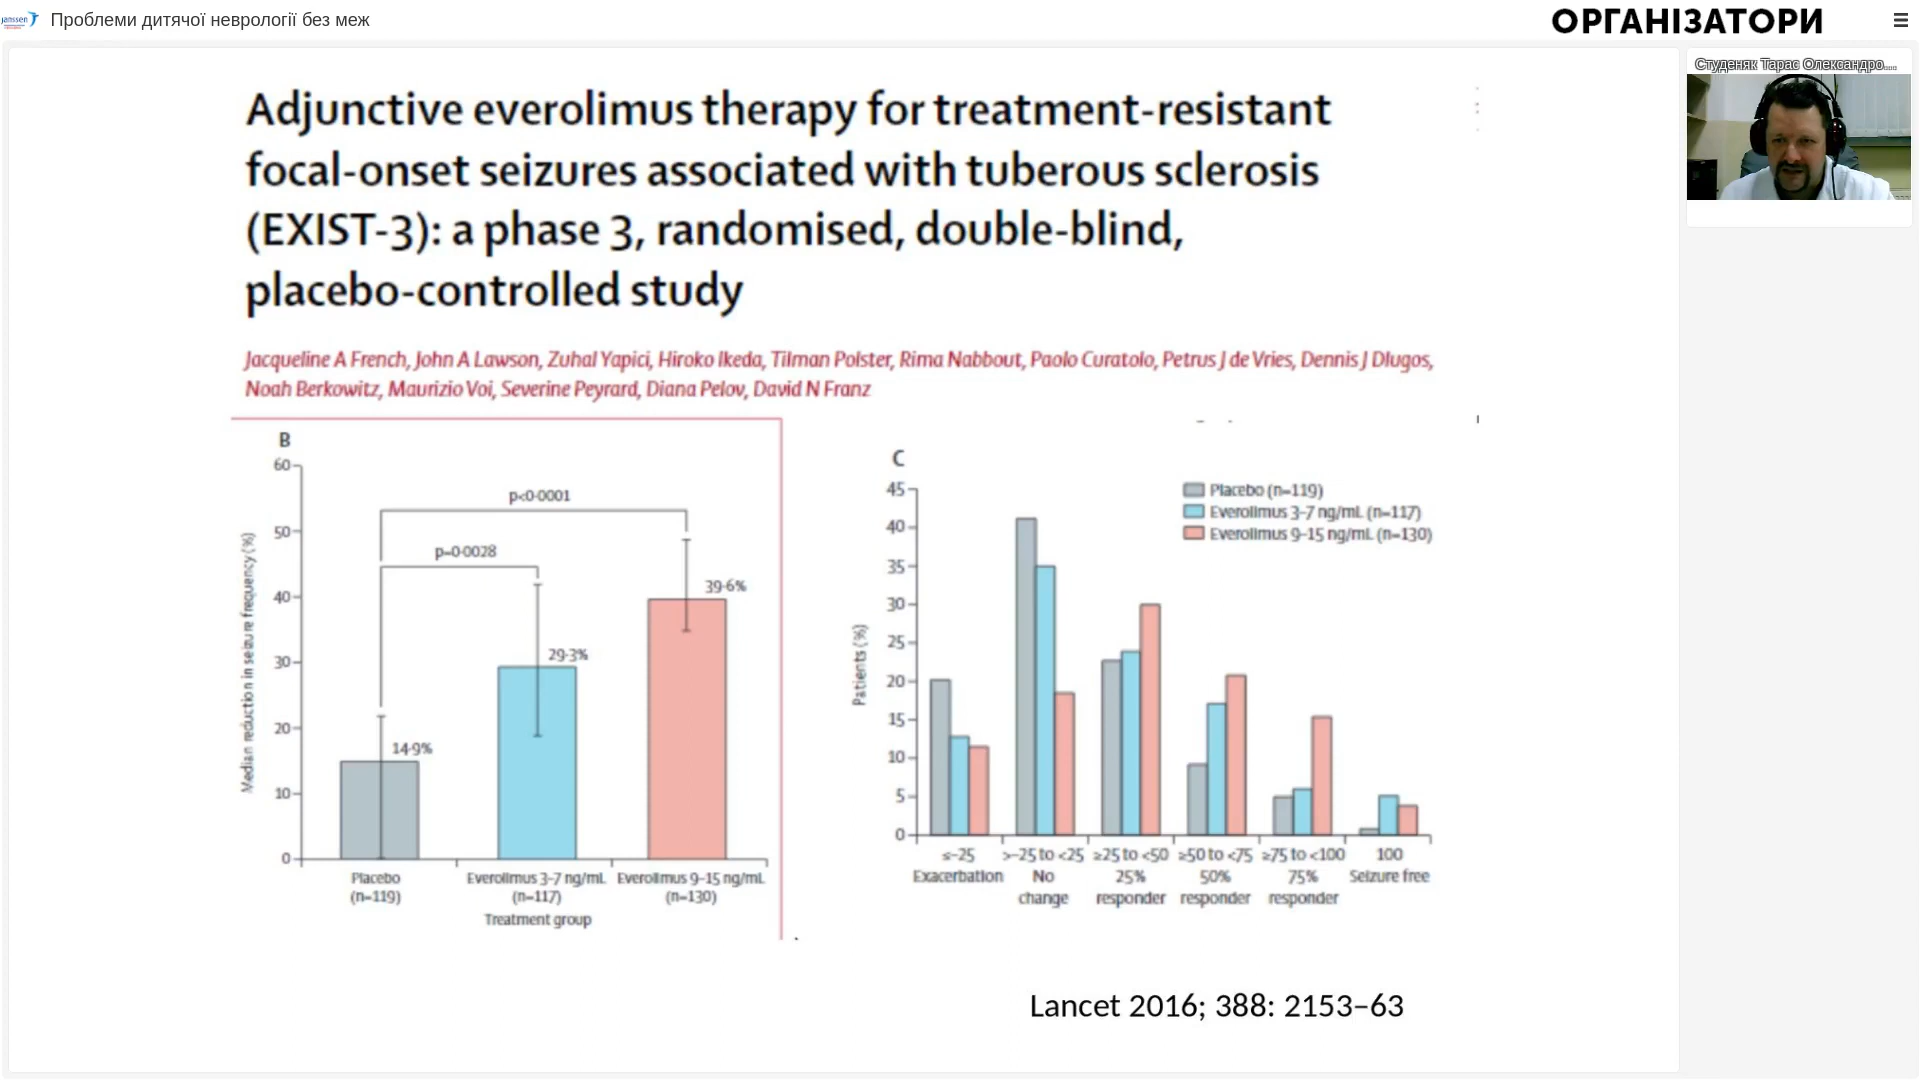 janssen
Проблеми дитячої неврології без меж
ОРГАНІЗАТОРИ
Студеняк Тарас Олександро...
Adjunctive everolimus therapy for treatment-resistant
focal-onset seizures associated with tuberous sclerosis
(EXIST-3): a phase 3, randomised, double-blind,
placebo-controlled study
Jacqueline A French, John A Lawson, Zuhal Yapici, Hiroko Ikeda, Tilman Polster, Rima Nabbout, Paolo Curatolo, Petrus J de Vries, Dennis J Dlugos,
Noah Berkowitz, Maurizio Voi, Severine Peyrard, Diana Pelov, David N Franz
B
Median reduction in seizure frequency (%)
60
50
40
30
20
10
0
p<0·0001
p=0·0028
14·9%
29·3%
39·6%
Placebo
(n=119)
Everolimus 3–7 ng/mL
(n=117)
Everolimus 9–15 ng/mL
(n=130)
Treatment group
C
Patients (%)
45
40
35
30
25
20
15
10
5
0
Placebo (n=119)
Everolimus 3–7 ng/mL (n=117)
Everolimus 9–15 ng/mL (n=130)
≤–25
Exacerbation
>–25 to <25
No
change
≥25 to <50
25%
responder
≥50 to <75
50%
responder
≥75 to <100
75%
responder
100
Seizure free
Lancet 2016; 388: 2153–63